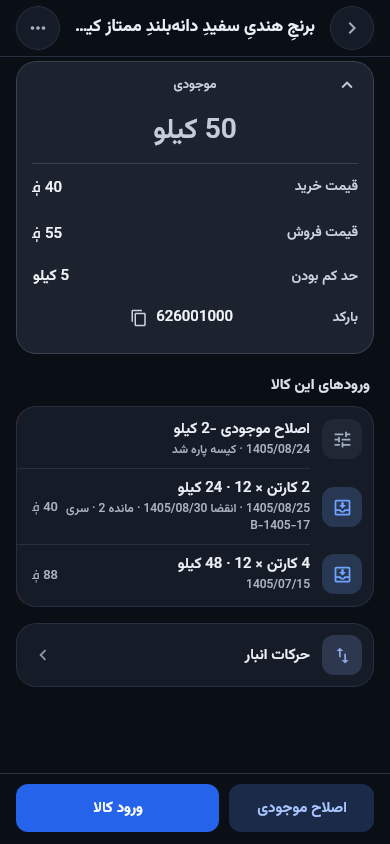 برنجِ هندیِ سفیدِ دانه‌بلندِ ممتاز کیـ...
موجودی
50 کیلو
قیمت خرید
40 ؋
قیمت فروش
55 ؋
حد کم بودن
5 کیلو
بارکد
626001000
ورودهای این کالا
اصلاح موجودی -2 کیلو
1405/08/24 · کیسه پاره شد
2 کارتن × 12 · 24 کیلو
1405/08/25 · انقضا 1405/08/30 · مانده 2 · سری
B-1405-17
40 ؋
4 کارتن × 12 · 48 کیلو
1405/07/15
88 ؋
حرکات انبار
اصلاح موجودی
ورود کالا